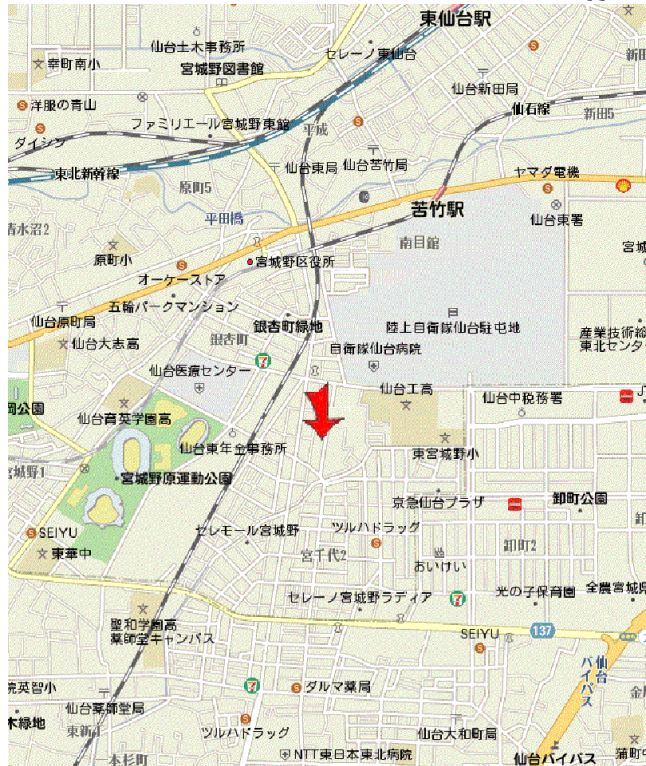 東仙台駅
仙台土木事務所
セレーノ東仙台
幸町南小
宮城野図書館
新田
仙台新田局
洋服の青山
仙石線
新田5
ファミリエール宮城野東館
平成
ダイシン
仙台東局
仙台苦竹局
東北新幹線
ヤマダ電機
原町5
苦竹駅
平田橋
仙台東署
清水沼2
南目館
原町小
宮城野区役所
宮城
オーケーストア
五輪パークマンション
仙台原町局
銀杏町緑地
陸上自衛隊仙台駐屯地
産業技術総
東北センタ
仙台大志高
銀杏町
自衛隊仙台病院
仙台医療センター
仙台工高
仙台中税務署
岡公園
仙台育英学園高
仙台東年金事務所
東宮城野小
宮城野1
宮城野原運動公園
京急仙台プラザ
卸町公園
SEIYU
セレモール宮城野
ツルハドラッグ
卸町2
東華中
宮千代2
おいけい
光の子保育園
全農宮城県
セレーノ宮城野ラディア
聖和学園高
薬師堂キャンパス
SEIYU
137
仙台バイパス
院英智小
ダルマ薬局
仙台薬師堂局
木緑地
ツルハドラッグ
仙台大和町局
本杉町
NTT東日本東北病院
仙台バイパス
蒲町